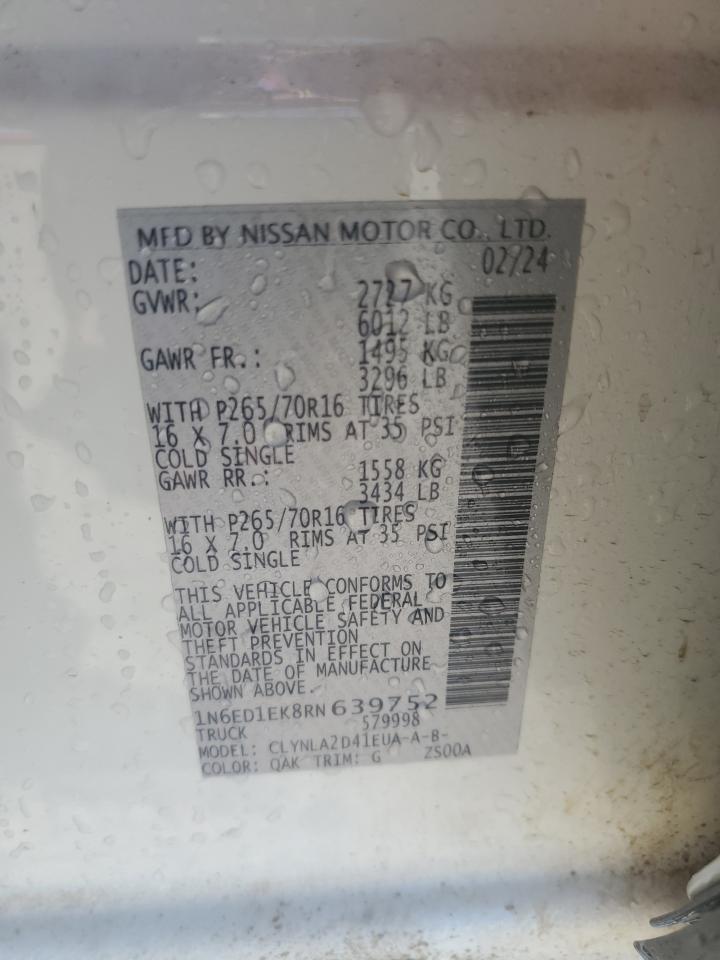 MFD BY NISSAN MOTOR CO., LTD.
DATE: 02/24
GVWR: 2727 KG
6012 LB
GAWR FR.: 1495 KG
3296 LB
WITH P265/70R16 TIRES
16 X 7.0 RIMS AT 35 PSI
COLD SINGLE
GAWR RR.: 1558 KG
3434 LB
WITH P265/70R16 TIRES
16 X 7.0 RIMS AT 35 PSI
COLD SINGLE
THIS VEHICLE CONFORMS TO
ALL APPLICABLE FEDERAL
MOTOR VEHICLE SAFETY AND
THEFT PREVENTION
STANDARDS IN EFFECT ON
THE DATE OF MANUFACTURE
SHOWN ABOVE.
1N6ED1EK8RN639752
TRUCK 579998
MODEL: CLYNLA2D41EUA-A-B-
COLOR: QAK TRIM: G ZS00A